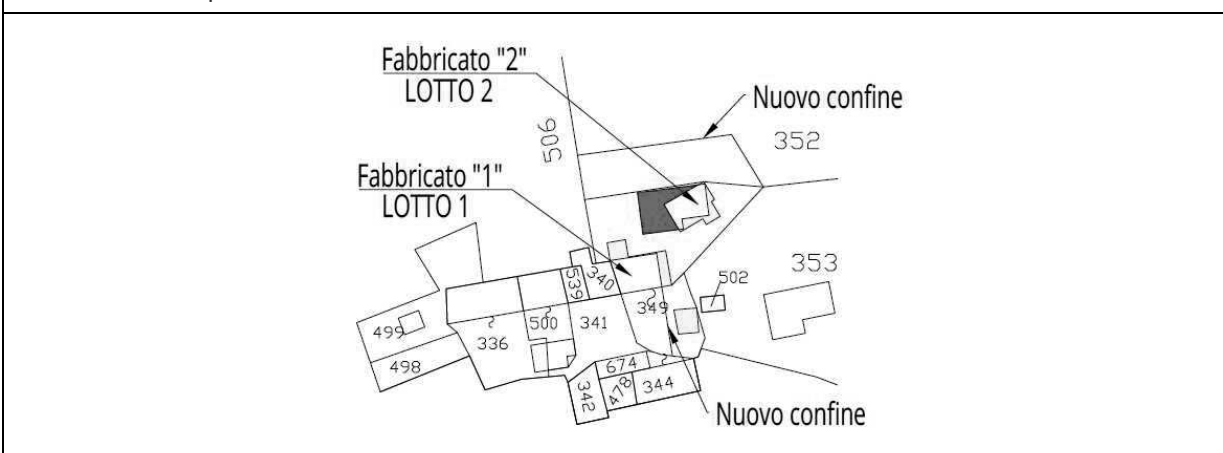 Fabbricato "2"
LOTTO 2
Nuovo confine
506
352
Fabbricato "1"
LOTTO 1
353
502
539
340
349
499
336
500
341
498
674
342
478
344
Nuovo confine